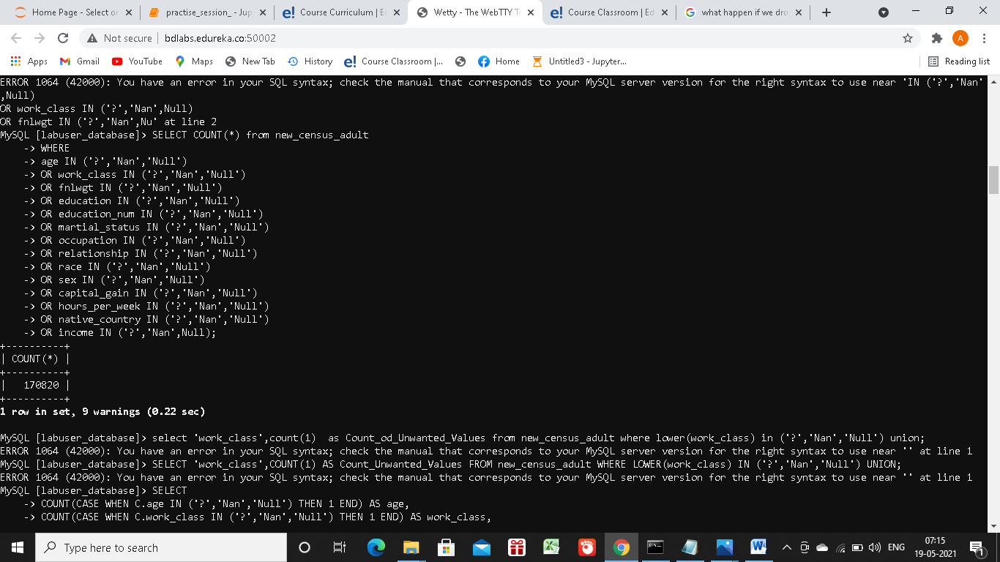 Home Page - Select or
practise_session_ - Jup
Course Curriculum | Ed
Wetty - The WebTTY Te
Course Classroom | Ed
what happen if we dro
Not secure
bdlabs.edureka.co:50002
A
Apps
Gmail
YouTube
Maps
New Tab
History
Course Classroom |...
Home
Untitled3 - Jupyter...
Reading list
ERROR 1064 (42000): You have an error in your SQL syntax; check the manual that corresponds to your MySQL server version for the right syntax to use near 'IN ('?','Nan'
,Null)
OR work_class IN ('?','Nan',Null)
OR fnlwgt IN ('?','Nan',Nu' at line 2
MySQL [labuser_database]> SELECT COUNT(*) from new_census_adult
-> WHERE
-> age IN ('?','Nan','Null')
-> OR work_class IN ('?','Nan','Null')
-> OR fnlwgt IN ('?','Nan','Null')
-> OR education IN ('?','Nan','Null')
-> OR education_num IN ('?','Nan','Null')
-> OR martial_status IN ('?','Nan','Null')
-> OR occupation IN ('?','Nan','Null')
-> OR relationship IN ('?','Nan','Null')
-> OR race IN ('?','Nan','Null')
-> OR sex IN ('?','Nan','Null')
-> OR capital_gain IN ('?','Nan','Null')
-> OR hours_per_week IN ('?','Nan','Null')
-> OR native_country IN ('?','Nan','Null')
-> OR income IN ('?','Nan',Null);
+----------+
| COUNT(*) |
+----------+
|   170820 |
+----------+
1 row in set, 9 warnings (0.22 sec)
MySQL [labuser_database]> select 'work_class',count(1)  as Count_od_Unwanted_Values from new_census_adult where lower(work_class) in ('?','Nan','Null') union;
ERROR 1064 (42000): You have an error in your SQL syntax; check the manual that corresponds to your MySQL server version for the right syntax to use near '' at line 1
MySQL [labuser_database]> SELECT 'work_class',COUNT(1) AS Count_Unwanted_Values FROM new_census_adult WHERE LOWER(work_class) IN ('?','Nan','Null') UNION;
ERROR 1064 (42000): You have an error in your SQL syntax; check the manual that corresponds to your MySQL server version for the right syntax to use near '' at line 1
MySQL [labuser_database]> SELECT
-> COUNT(CASE WHEN C.age IN ('?','Nan','Null') THEN 1 END) AS age,
-> COUNT(CASE WHEN C.work_class IN ('?','Nan','Null') THEN 1 END) AS work_class,
Type here to search
ENG
07:15
19-05-2021
1